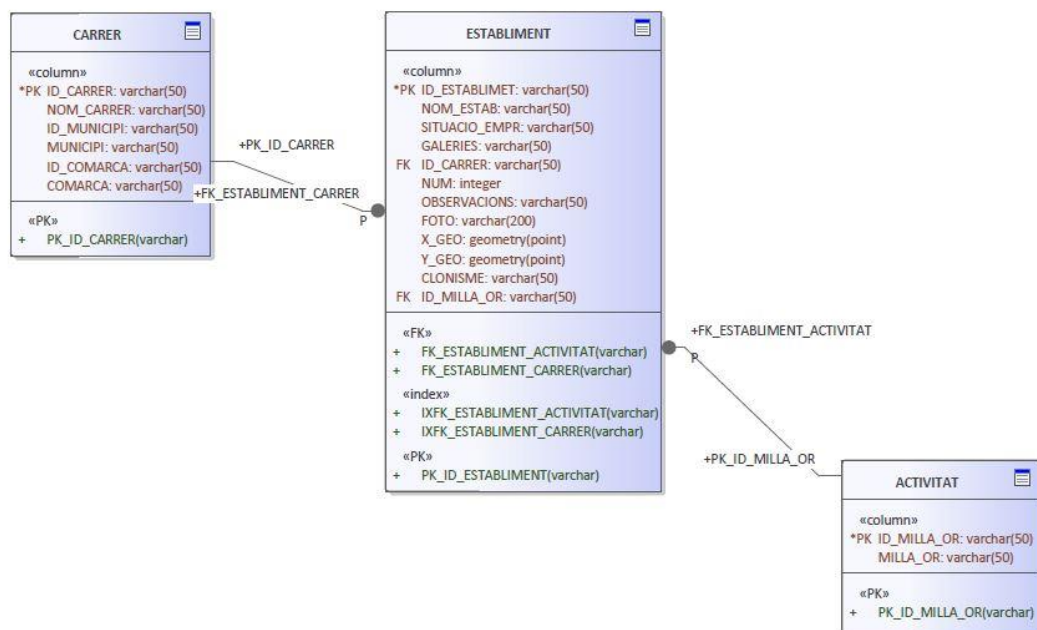 CARRER
«column»
*PK ID_CARRER: varchar(50)
NOM_CARRER: varchar(50)
ID_MUNICIPI: varchar(50)
MUNICIPI: varchar(50)
ID_COMARCA: varchar(50)
COMARCA: varchar(50)
«PK»
+ PK_ID_CARRER(varchar)
+PK_ID_CARRER
+FK_ESTABLIMENT_CARRER
P
ESTABLIMENT
«column»
*PK ID_ESTABLIMET: varchar(50)
NOM_ESTAB: varchar(50)
SITUACIO_EMPR: varchar(50)
GALERIES: varchar(50)
FK ID_CARRER: varchar(50)
NUM: integer
OBSERVACIONS: varchar(50)
FOTO: varchar(200)
X_GEO: geometry(point)
Y_GEO: geometry(point)
CLONISME: varchar(50)
FK ID_MILLA_OR: varchar(50)
«FK»
+ FK_ESTABLIMENT_ACTIVITAT(varchar)
+ FK_ESTABLIMENT_CARRER(varchar)
«index»
+ IXFK_ESTABLIMENT_ACTIVITAT(varchar)
+ IXFK_ESTABLIMENT_CARRER(varchar)
«PK»
+ PK_ID_ESTABLIMENT(varchar)
+FK_ESTABLIMENT_ACTIVITAT
P
+PK_ID_MILLA_OR
ACTIVITAT
«column»
*PK ID_MILLA_OR: varchar(50)
MILLA_OR: varchar(50)
«PK»
+ PK_ID_MILLA_OR(varchar)